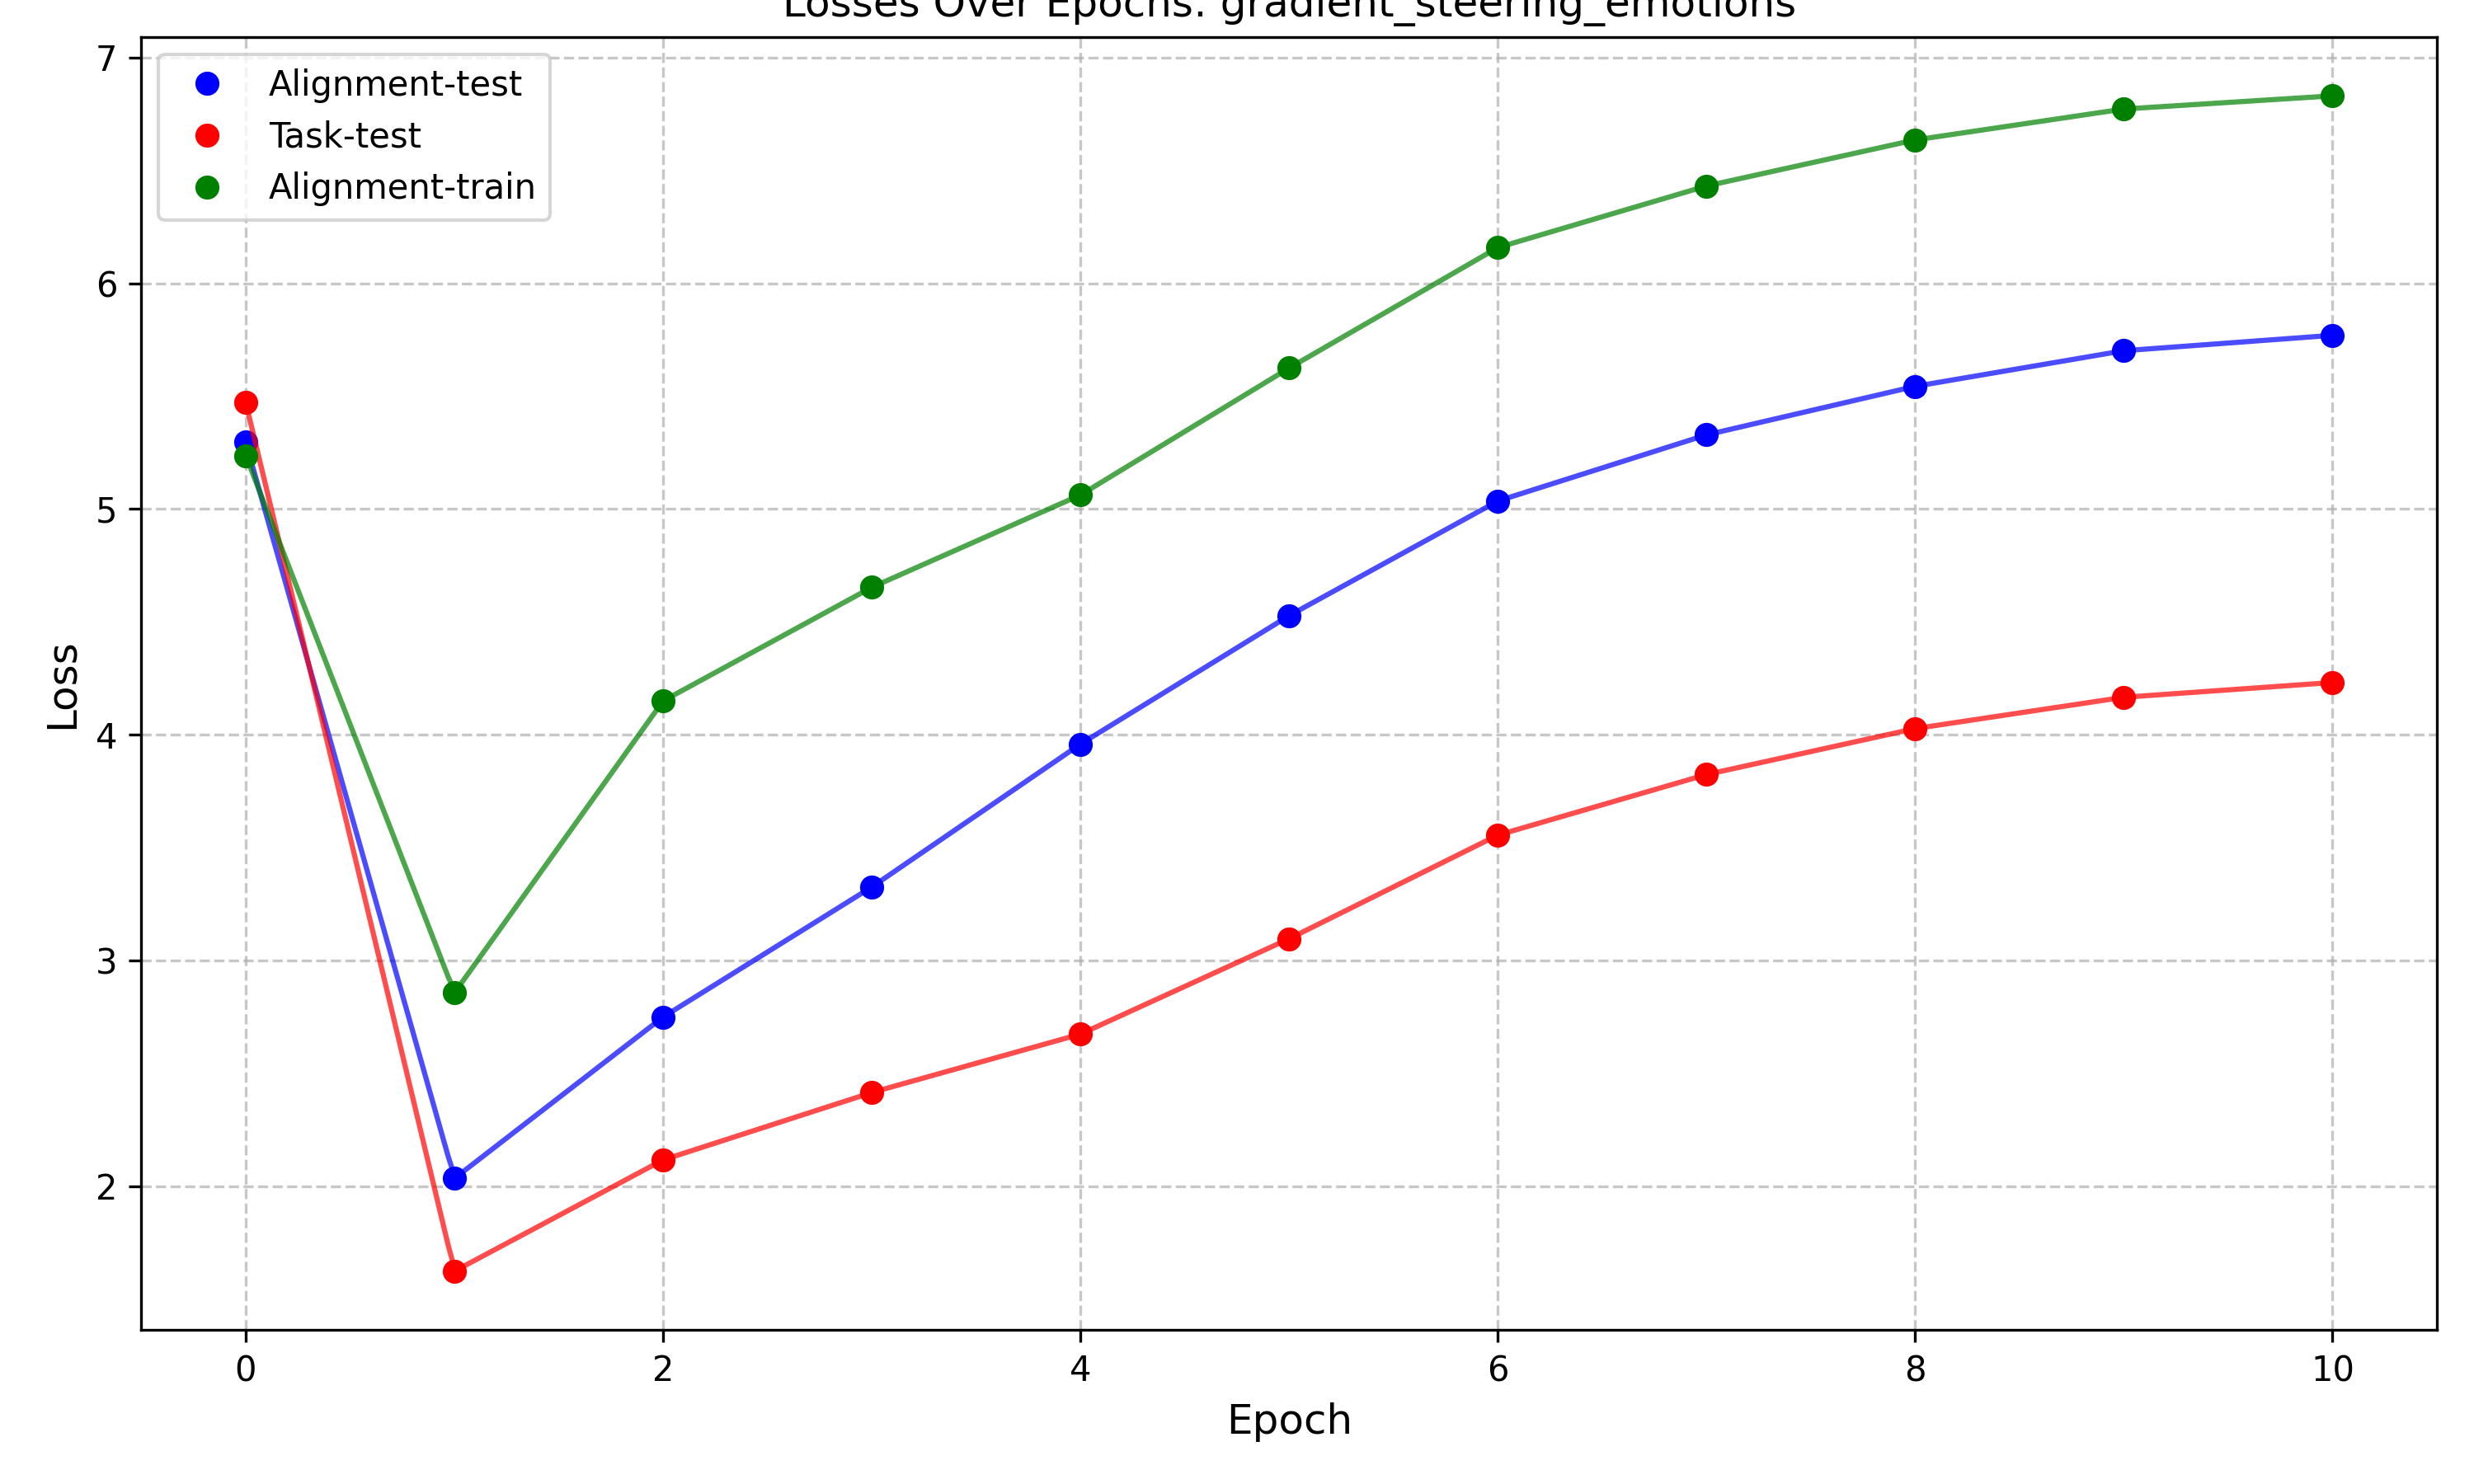 Losses Over Epochs: gradient_steering_emotions
7
Alignment-test
Task-test
Alignment-train
6
5
4
3
2
Loss
0 2 4 6 8 10
Epoch